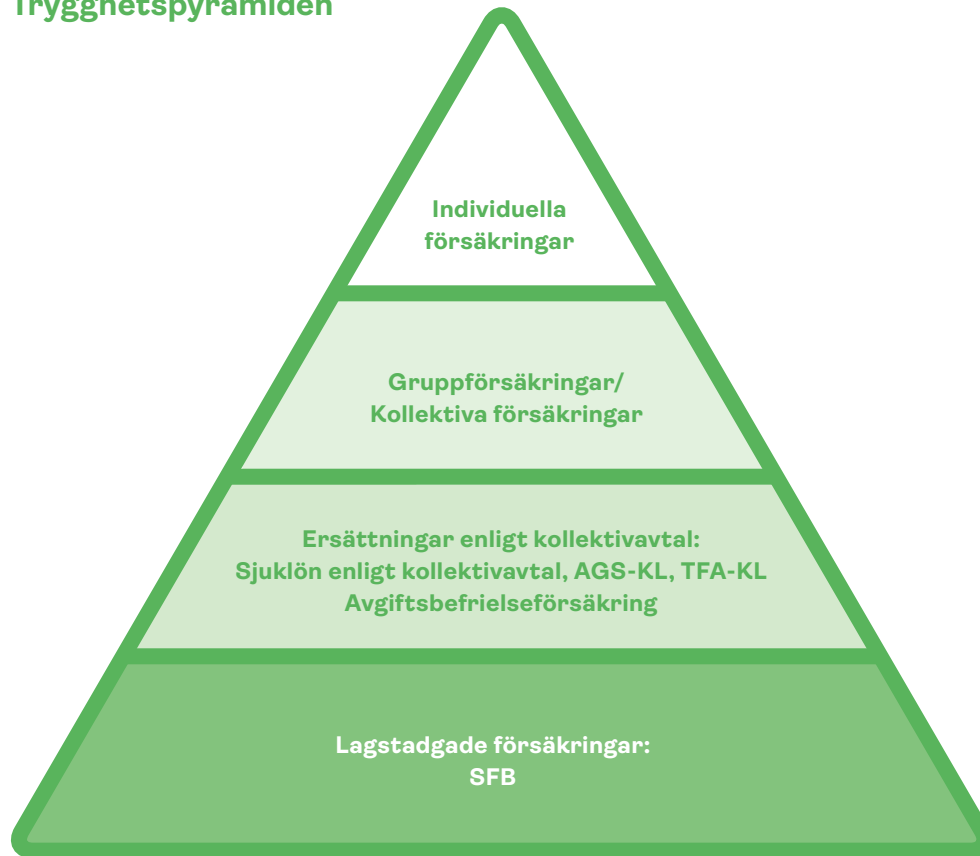 Trygghetspyramiden
Individuella
försäkringar
Gruppförsäkringar/
Kollektiva försäkringar
Ersättningar enligt kollektivavtal:
Sjuklön enligt kollektivavtal, AGS-KL, TFA-KL
Avgiftsbefrielseförsäkring
Lagstadgade försäkringar:
SFB